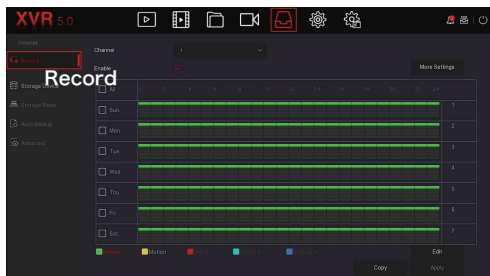 XVR 5.0
Schedule
Record
Storage Device
Storage Mode
Auto Backup
Advanced
Record
Channel 1
Enable
More Settings
All 0 2 4 6 8 10 12 14 16 18 20 22 24
Sun 1
Mon 2
Tue 3
Wed 4
Thu 5
Fri 6
Sat 7
Normal Motion Alarm
Edit
Copy Apply